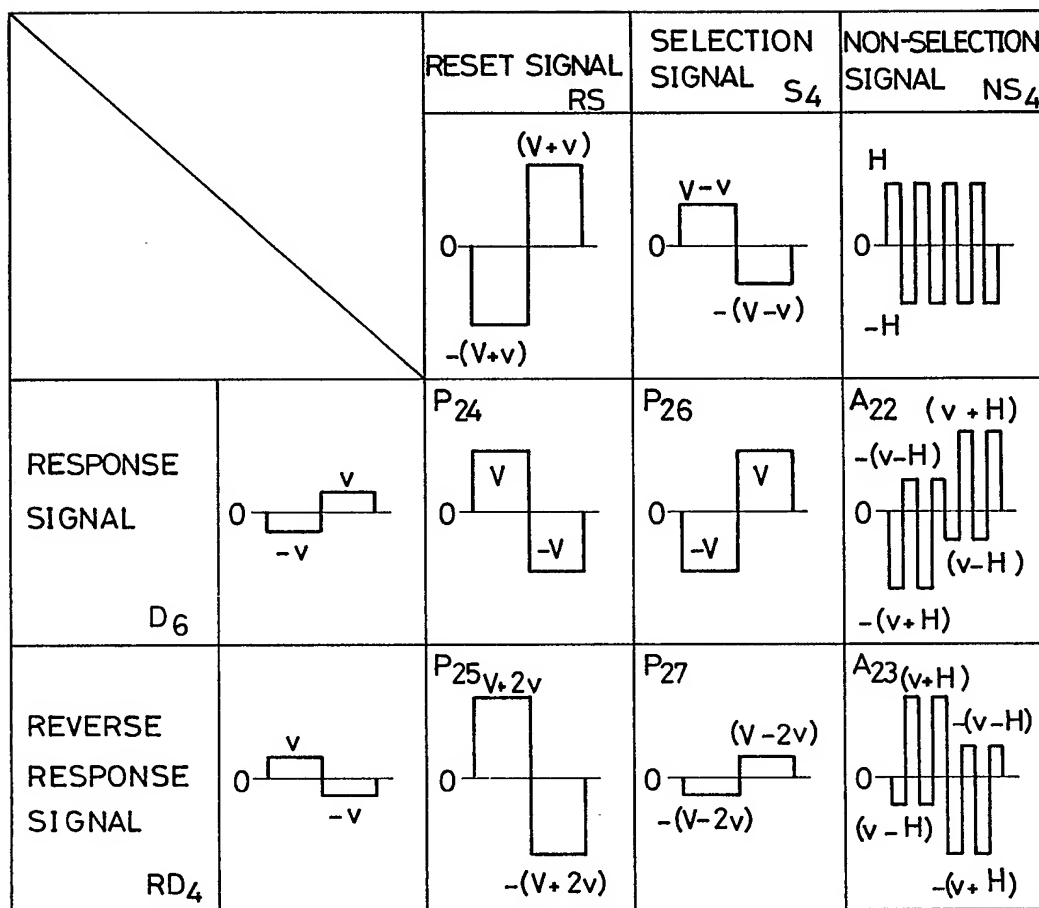 RESET SIGNAL
RS
SELECTION
SIGNAL S4
NON-SELECTION
SIGNAL NS4
(V+v)
0
-(V+v)
V-v
0
-(V-v)
H
0
-H
RESPONSE
SIGNAL
D6
v
0
-v
P24
V
0
-V
P26
V
0
-V
A22 (v+H)
-(v-H)
0
(v-H)
-(v+H)
REVERSE
RESPONSE
SIGNAL
RD4
v
0
-v
P25 V+2v
0
-(V+2v)
P27
(V-2v)
0
-(V-2v)
A23 (v+H)
-(v-H)
0
(v-H)
-(v+H)